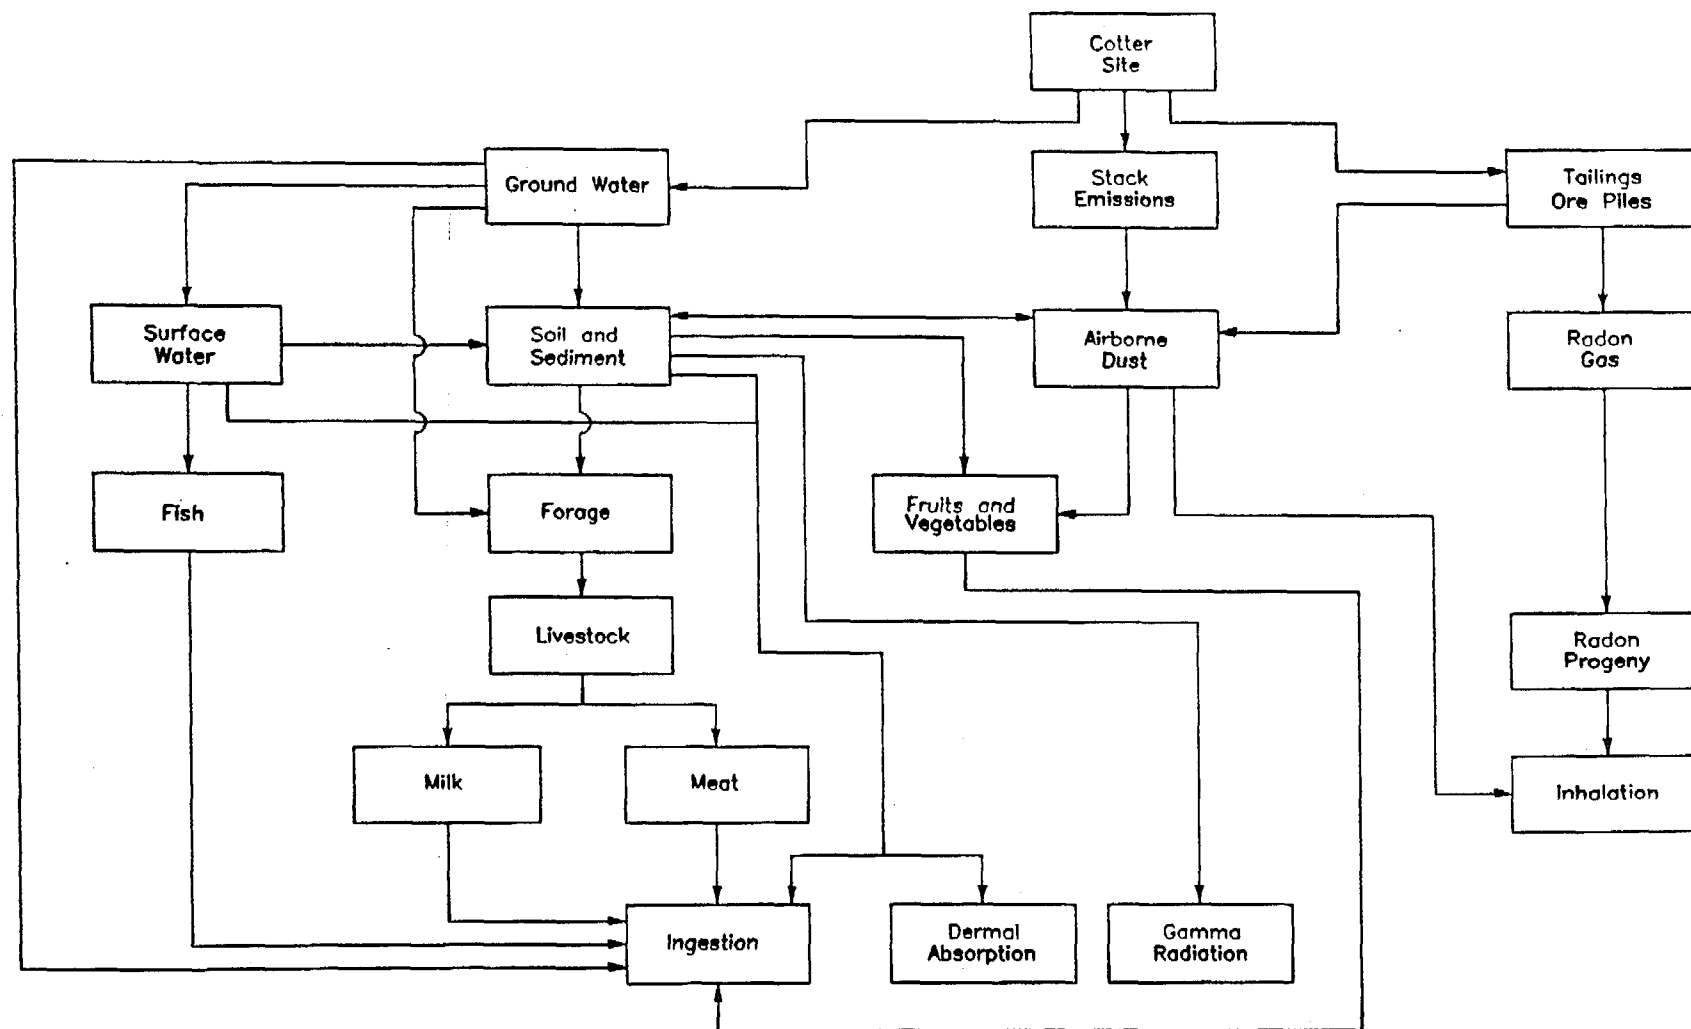 Cotter
Site
Ground Water
Stack
Emissions
Tailings
Ore Piles
Surface
Water
Soil and
Sediment
Airborne
Dust
Radon
Gas
Fish
Forage
Fruits and
Vegetables
Livestock
Radon
Progeny
Milk
Meat
Inhalation
Ingestion
Dermal
Absorption
Gamma
Radiation